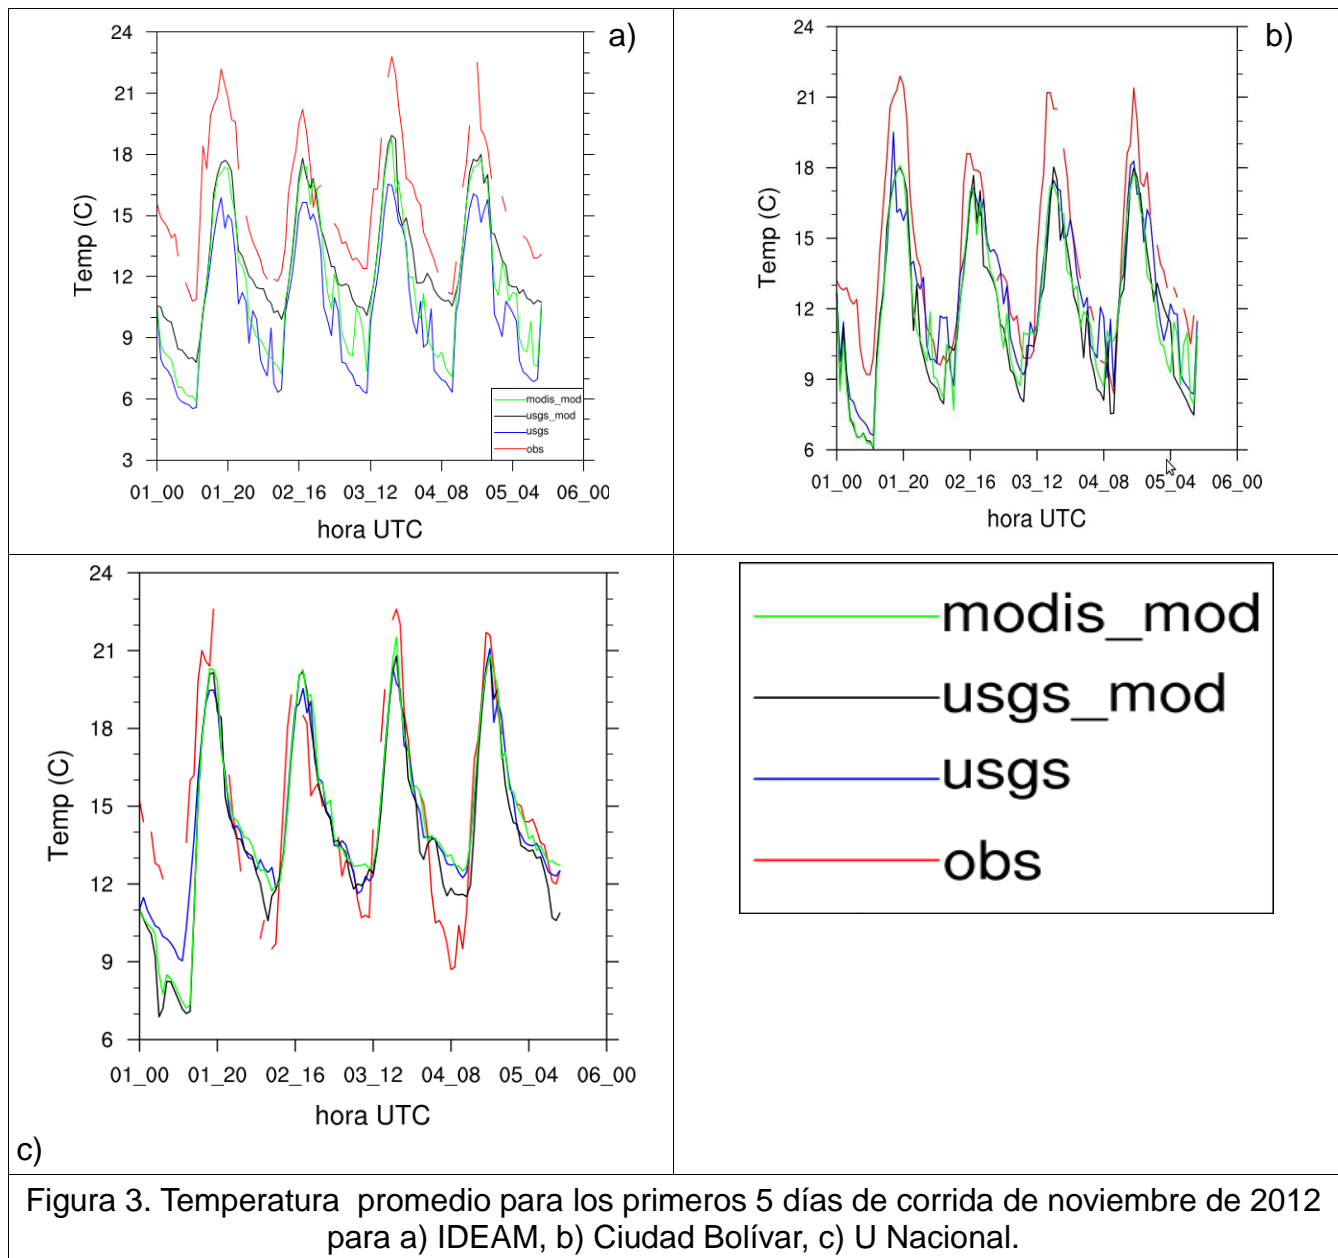 24
21
18
15
12
9
6
3
Temp (C)
a)
modis_mod
usgs_mod
usgs
obs
01_00 01_20 02_16 03_12 04_08 05_04 06_00
hora UTC
24
21
18
15
12
9
6
Temp (C)
b)
01_00 01_20 02_16 03_12 04_08 05_04 06_00
hora UTC
24
21
18
15
12
9
6
Temp (C)
01_00 01_20 02_16 03_12 04_08 05_04 06_00
hora UTC
c)
modis_mod
usgs_mod
usgs
obs
Figura 3. Temperatura promedio para los primeros 5 días de corrida de noviembre de 2012
para a) IDEAM, b) Ciudad Bolívar, c) U Nacional.